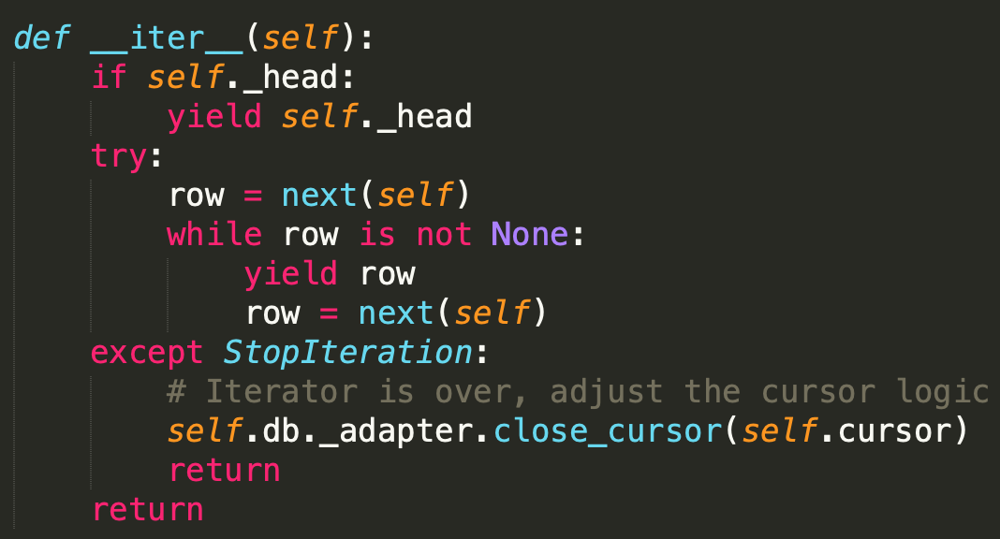 def __iter__(self):
    if self._head:
        yield self._head
    try:
        row = next(self)
        while row is not None:
            yield row
            row = next(self)
    except StopIteration:
        # Iterator is over, adjust the cursor logic
        self.db._adapter.close_cursor(self.cursor)
        return
    return